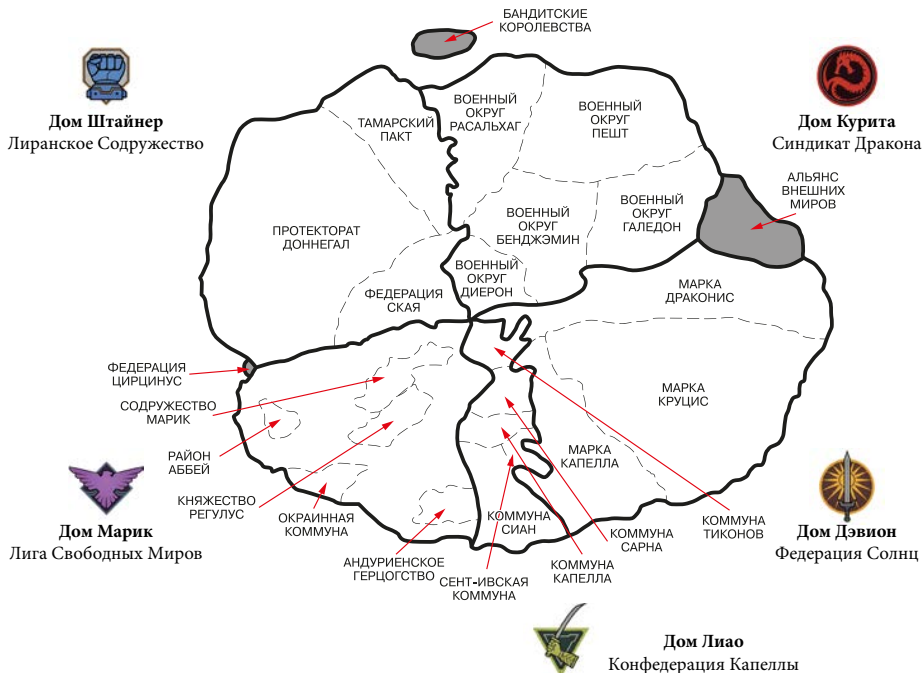 БАНДИТСКИЕ
КОРОЛЕВСТВА
Дом Штайнер
Лиранское Содружество
Дом Курита
Синдикат Дракона
ТАМАРСКИЙ
ПАКТ
ВОЕННЫЙ
ОКРУГ
РАСАЛЬХАГ
ВОЕННЫЙ
ОКРУГ
ПЕШТ
АЛЬЯНС
ВНЕШНИХ
МИРОВ
ПРОТЕКТОРАТ
ДОННЕГАЛ
ВОЕННЫЙ
ОКРУГ
БЕНДЖЭМИН
ВОЕННЫЙ
ОКРУГ
ГАЛЕДОН
ВОЕННЫЙ
ОКРУГ
ДИЕРОН
ФЕДЕРАЦИЯ
СКАЯ
МАРКА
ДРАКОНИС
ФЕДЕРАЦИЯ
ЦИРЦИНУС
СОДРУЖЕСТВО
МАРИК
МАРКА
КРУЦИС
РАЙОН
АББЕЙ
МАРКА
КАПЕЛЛА
КНЯЖЕСТВО
РЕГУЛУС
ОКРАИННАЯ
КОММУНА
КОММУНА
СИАН
КОММУНА
САРНА
КОММУНА
ТИКОНОВ
АНДУРИЕНСКОЕ
ГЕРЦОГСТВО
СЕНТ-ИВСКАЯ
КОММУНА
КОММУНА
КАПЕЛЛА
Дом Марик
Лига Свободных Миров
Дом Дэвион
Федерация Солнц
Дом Лиао
Конфедерация Капеллы